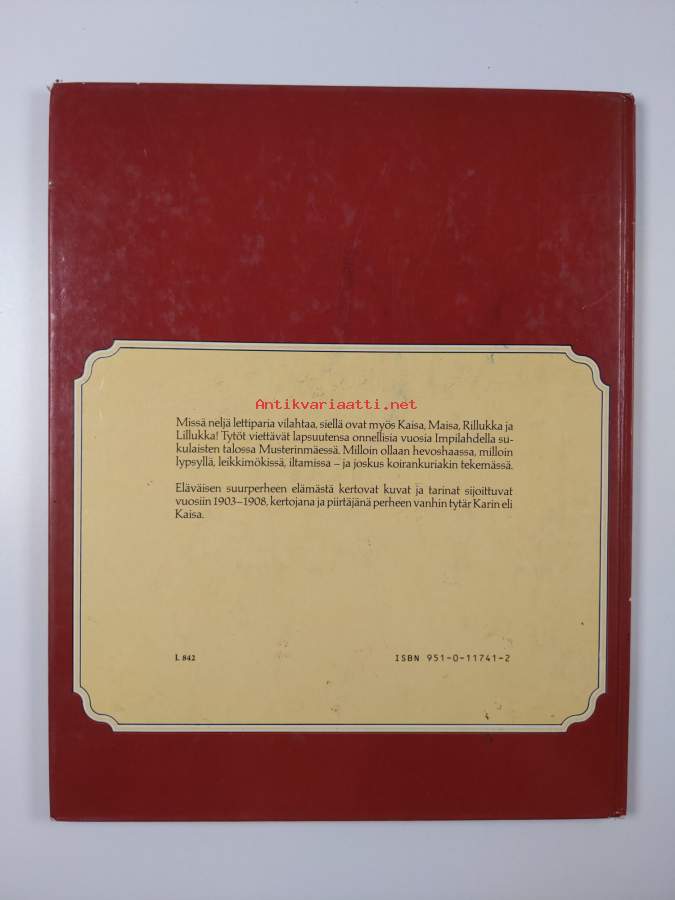 Antikvariaatti.net
Missä neljä lettiparia vilahtaa, siellä ovat myös Kaisa, Maisa, Rillukka ja
Lillukka! Tytöt viettävät lapsuutensa onnellisia vuosia Impilahdella su-
kulaisten talossa Musterinmäessä. Milloin ollaan hevoshaassa, milloin
lypsyllä, leikkimökissä, iltamissa – ja joskus koirankuriakin tekemässä.
Eläväisen suurperheen elämästä kertovat kuvat ja tarinat sijoittuvat
vuosiin 1903–1908, kertojana ja piirtäjänä perheen vanhin tytär Karin eli
Kaisa.
L 842 ISBN 951-0-11741-2